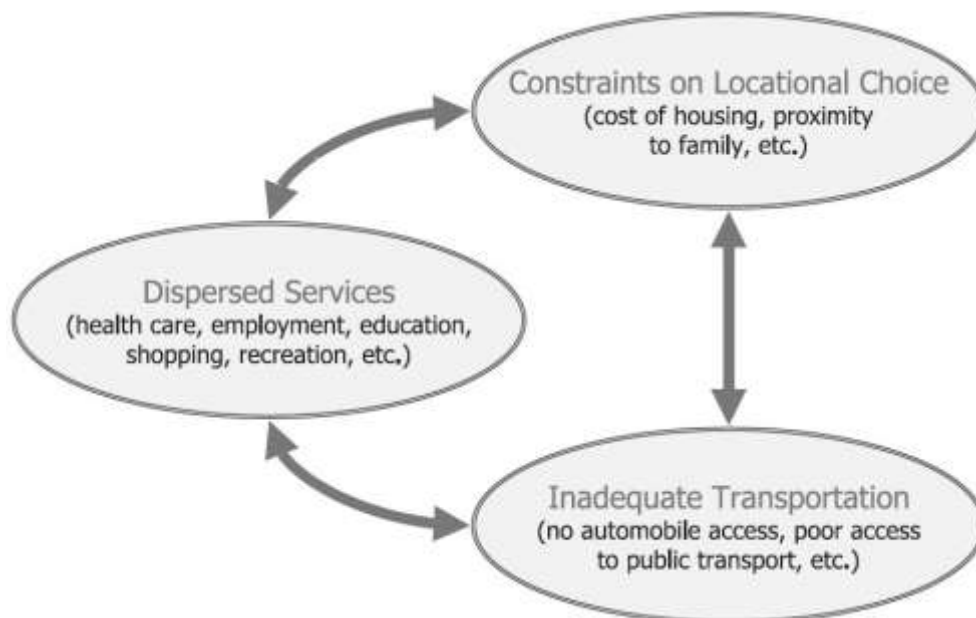 Constraints on Locational Choice
(cost of housing, proximity
to family, etc.)
Dispersed Services
(health care, employment, education,
shopping, recreation, etc.)
Inadequate Transportation
(no automobile access, poor access
to public transport, etc.)